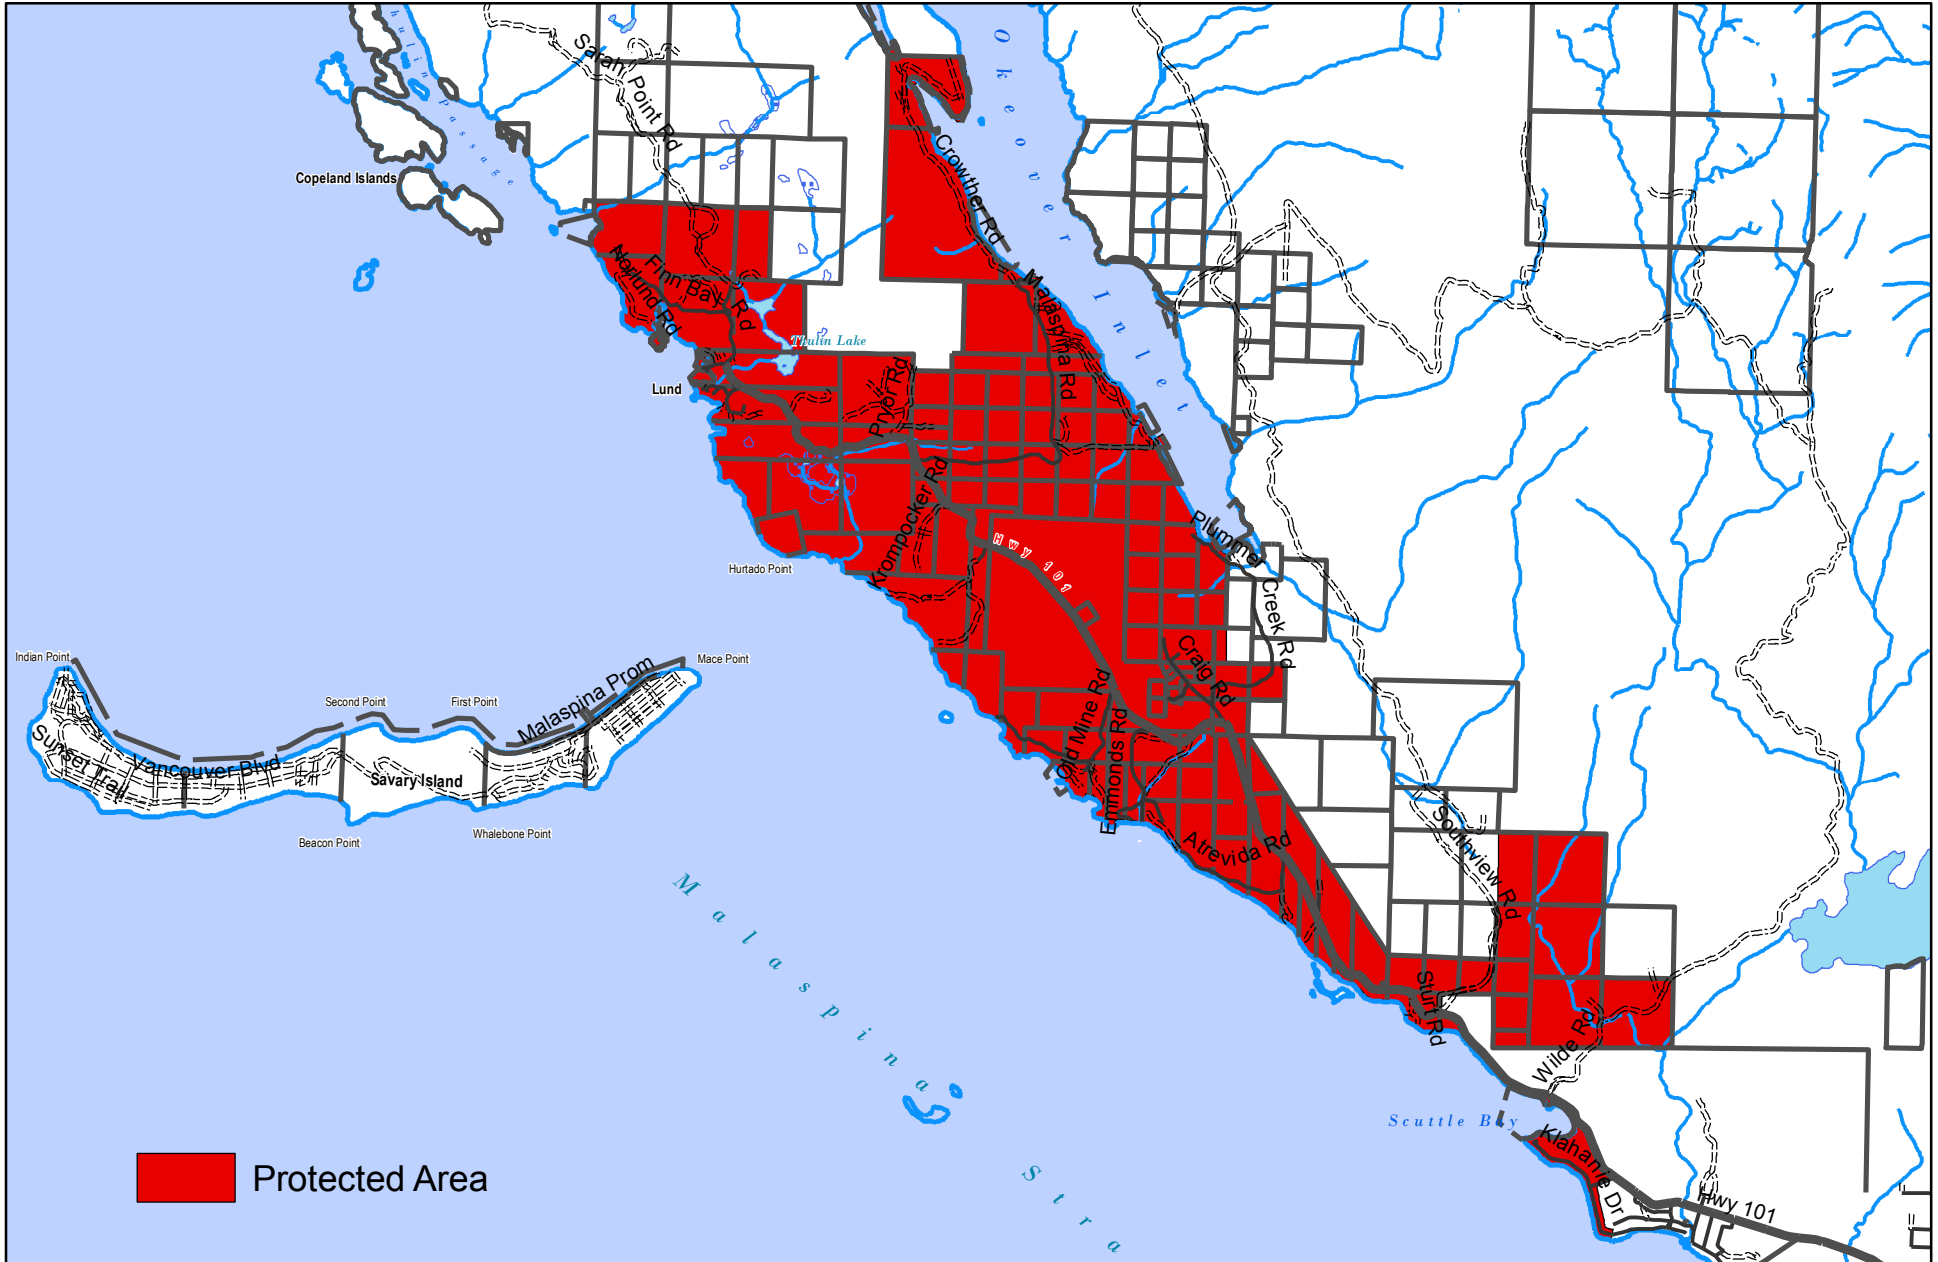 Okeover Inlet
Thulin Passage
Sarah Point Rd
Copeland Islands
Crowther Rd
Norlund Rd
Finn Bay Rd
Malaspina Rd
Thulin Lake
Lund
Pryor Rd
Krompocker Rd
Hwy 101
Plummer Creek Rd
Hurtado Point
Craig Rd
Indian Point
Mace Point
Second Point
First Point
Malaspina Prom
Sunset Trail
Vancouver Blvd
Savary Island
Beacon Point
Whalebone Point
Old Mine Rd
Emmonds Rd
Atrevida Rd
Southview Rd
Malaspina Stra
Sturt Rd
Wilde Rd
Scuttle Bay
Klahanie Dr
Hwy 101
Protected Area